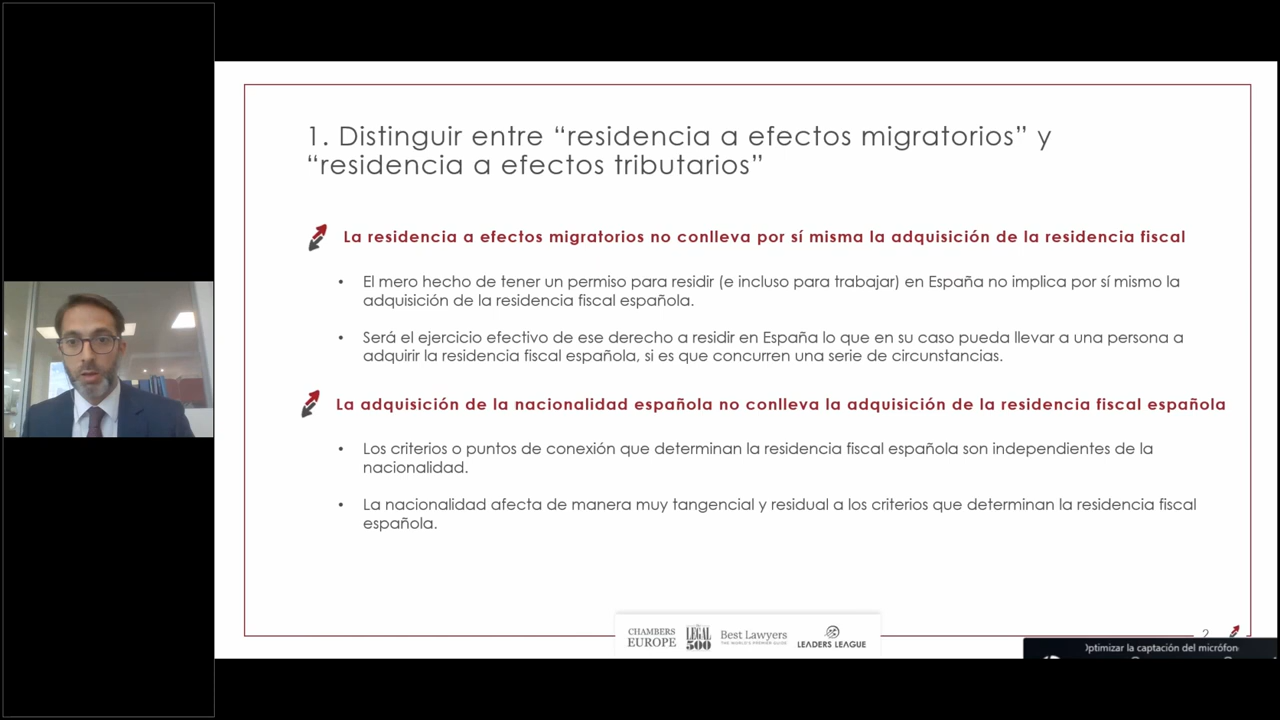 1. Distinguir entre “residencia a efectos migratorios” y
“residencia a efectos tributarios”
La residencia a efectos migratorios no conlleva por sí misma la adquisición de la residencia fiscal
• El mero hecho de tener un permiso para residir (e incluso para trabajar) en España no implica por sí mismo la
adquisición de la residencia fiscal española.
• Será el ejercicio efectivo de ese derecho a residir en España lo que en su caso pueda llevar a una persona a
adquirir la residencia fiscal española, si es que concurren una serie de circunstancias.
La adquisición de la nacionalidad española no conlleva la adquisición de la residencia fiscal española
• Los criterios o puntos de conexión que determinan la residencia fiscal española son independientes de la
nacionalidad.
• La nacionalidad afecta de manera muy tangencial y residual a los criterios que determinan la residencia fiscal
española.
CHAMBERS
EUROPE
LEGAL
500
Best Lawyers
THE WORLD'S PREMIER GUIDE
LEADERS LEAGUE
2
Optimizar la captación del micrófon